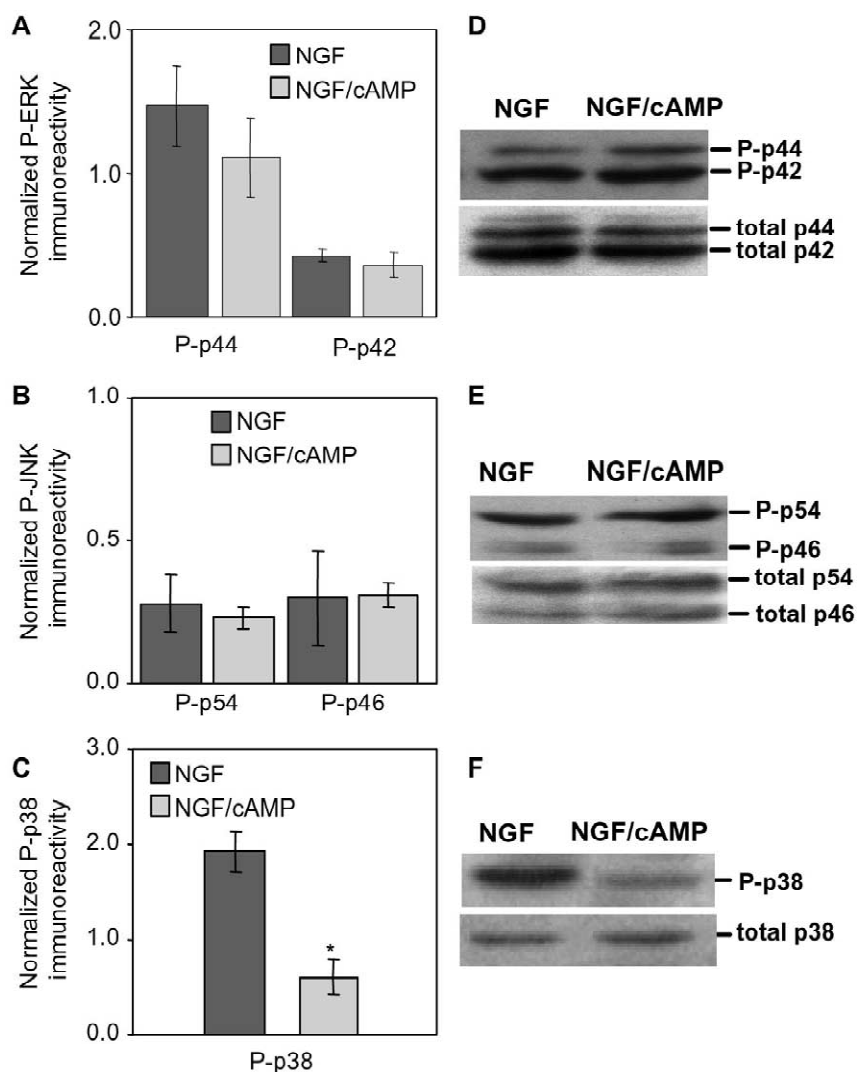 A
Normalized P-ERK
immunoreactivity
2.0
1.0
0.0
NGF
NGF/cAMP
P-p44
P-p42
D
NGF
NGF/cAMP
P-p44
P-p42
total p44
total p42
B
Normalized P-JNK
immunoreactivity
1.0
0.5
0.0
NGF
NGF/cAMP
P-p54
P-p46
E
NGF
NGF/cAMP
P-p54
P-p46
total p54
total p46
C
Normalized P-p38
immunoreactivity
3.0
2.0
1.0
0.0
NGF
NGF/cAMP
*
P-p38
F
NGF
NGF/cAMP
P-p38
total p38